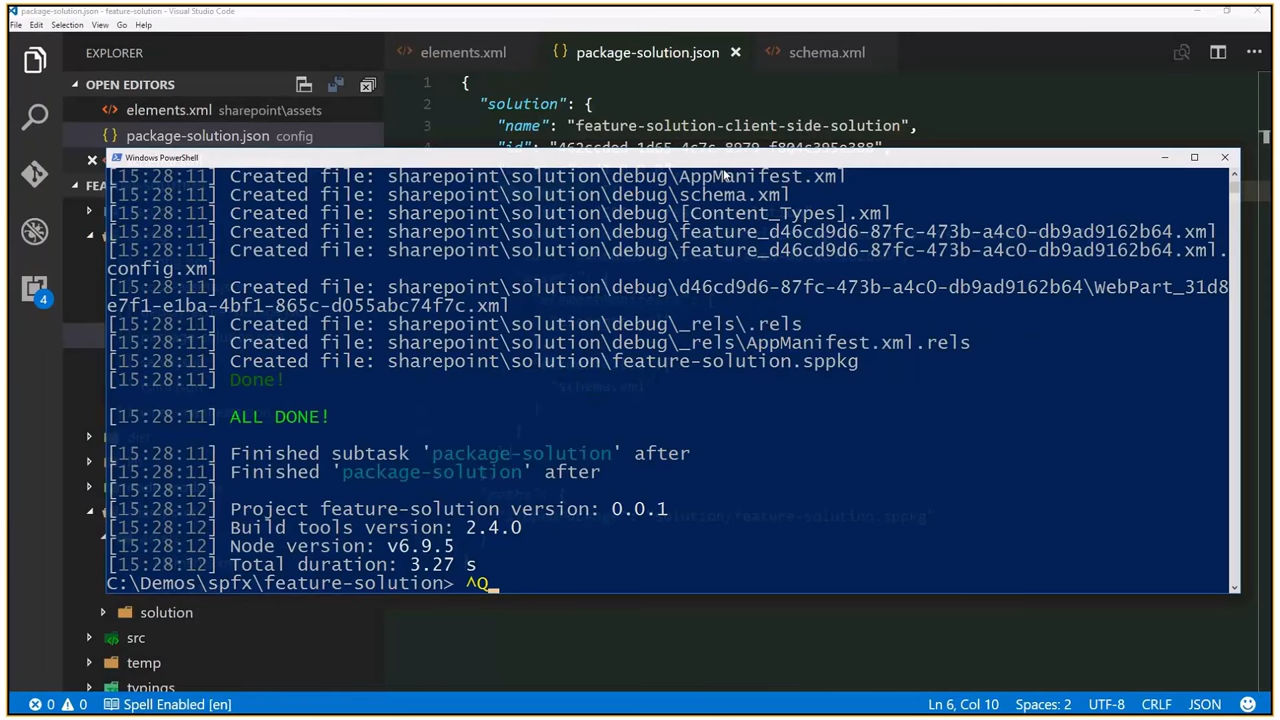 package-solution.json - feature-solution - Visual Studio Code
File Edit Selection View Go Help
EXPLORER
elements.xml package-solution.json schema.xml
OPEN EDITORS
elements.xml sharepoint\assets
package-solution.json config
1 {
2 "solution": {
3 "name": "feature-solution-client-side-solution",
Windows PowerShell
[15:28:11] Created file: sharepoint\solution\debug\AppManifest.xml
[15:28:11] Created file: sharepoint\solution\debug\schema.xml
[15:28:11] Created file: sharepoint\solution\debug\[Content_Types].xml
[15:28:11] Created file: sharepoint\solution\debug\feature_d46cd9d6-87fc-473b-a4c0-db9ad9162b64.xml
[15:28:11] Created file: sharepoint\solution\debug\feature_d46cd9d6-87fc-473b-a4c0-db9ad9162b64.xml.
config.xml
[15:28:11] Created file: sharepoint\solution\debug\d46cd9d6-87fc-473b-a4c0-db9ad9162b64\WebPart_31d8
e7f1-e1ba-4bf1-865c-d055abc74f7c.xml
[15:28:11] Created file: sharepoint\solution\debug\_rels\.rels
[15:28:11] Created file: sharepoint\solution\debug\_rels\AppManifest.xml.rels
[15:28:11] Created file: sharepoint\solution\feature-solution.sppkg
[15:28:11] Done!
[15:28:11] ALL DONE!
[15:28:11] Finished subtask 'package-solution' after
[15:28:11] Finished 'package-solution' after
[15:28:12]
[15:28:12] Project feature-solution version: 0.0.1
[15:28:12] Build tools version: 2.4.0
[15:28:12] Node version: v6.9.5
[15:28:12] Total duration: 3.27 s
C:\Demos\spfx\feature-solution> ^Q
4
solution
src
temp
typings
0 0 Spell Enabled [en] Ln 6, Col 10 Spaces: 2 UTF-8 CRLF JSON